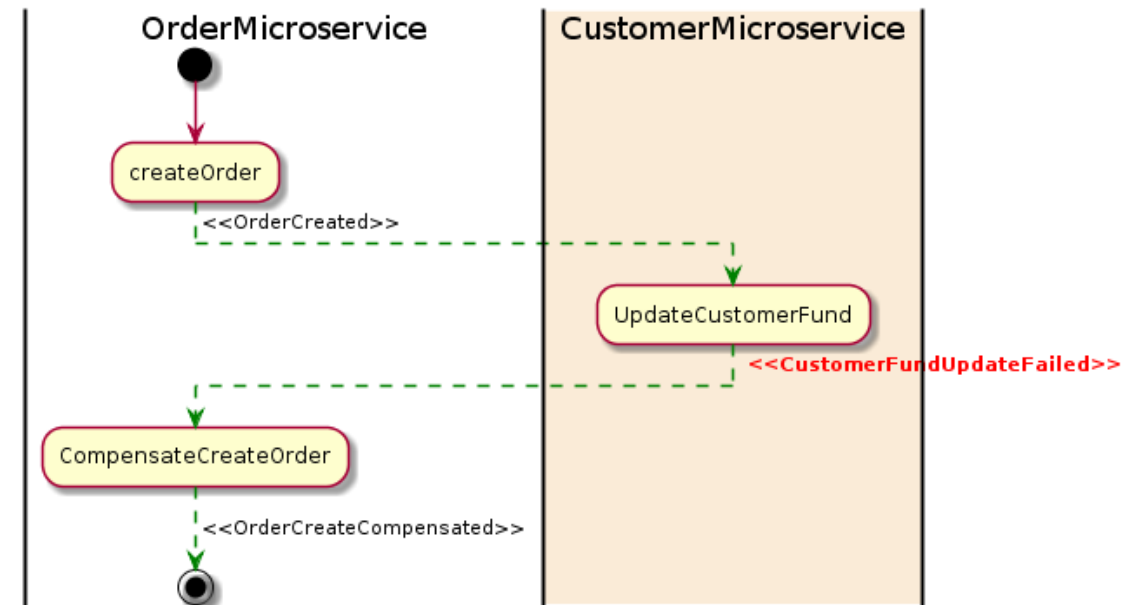 OrderMicroservice
CustomerMicroservice
createOrder
<<OrderCreated>>
UpdateCustomerFund
<<CustomerFundUpdateFailed>>
CompensateCreateOrder
<<OrderCreateCompensated>>